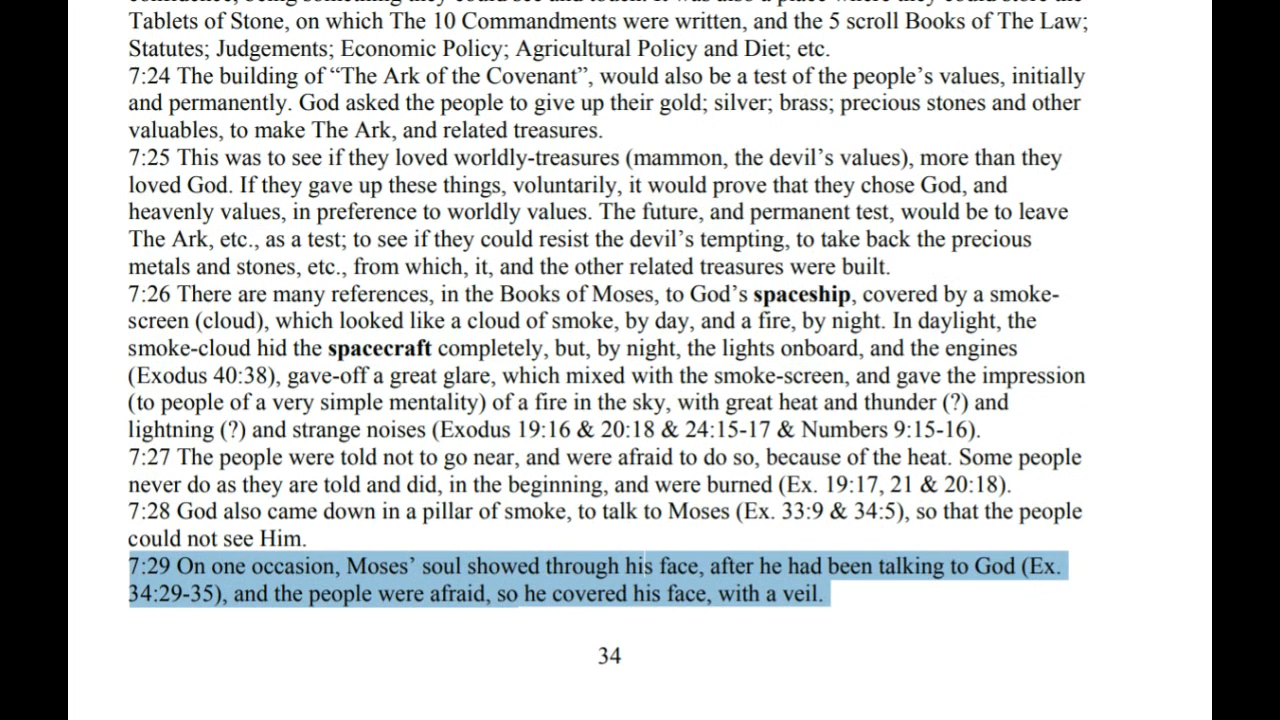 Tablets of Stone, on which The 10 Commandments were written, and the 5 scroll Books of The Law;
Statutes; Judgements; Economic Policy; Agricultural Policy and Diet; etc.
7:24 The building of “The Ark of the Covenant”, would also be a test of the people’s values, initially
and permanently. God asked the people to give up their gold; silver; brass; precious stones and other
valuables, to make The Ark, and related treasures.
7:25 This was to see if they loved worldly-treasures (mammon, the devil’s values), more than they
loved God. If they gave up these things, voluntarily, it would prove that they chose God, and
heavenly values, in preference to worldly values. The future, and permanent test, would be to leave
The Ark, etc., as a test; to see if they could resist the devil’s tempting, to take back the precious
metals and stones, etc., from which, it, and the other related treasures were built.
7:26 There are many references, in the Books of Moses, to God’s spaceship, covered by a smoke-
screen (cloud), which looked like a cloud of smoke, by day, and a fire, by night. In daylight, the
smoke-cloud hid the spacecraft completely, but, by night, the lights onboard, and the engines
(Exodus 40:38), gave-off a great glare, which mixed with the smoke-screen, and gave the impression
(to people of a very simple mentality) of a fire in the sky, with great heat and thunder (?) and
lightning (?) and strange noises (Exodus 19:16 & 20:18 & 24:15-17 & Numbers 9:15-16).
7:27 The people were told not to go near, and were afraid to do so, because of the heat. Some people
never do as they are told and did, in the beginning, and were burned (Ex. 19:17, 21 & 20:18).
7:28 God also came down in a pillar of smoke, to talk to Moses (Ex. 33:9 & 34:5), so that the people
could not see Him.
7:29 On one occasion, Moses’ soul showed through his face, after he had been talking to God (Ex.
34:29-35), and the people were afraid, so he covered his face, with a veil.
34